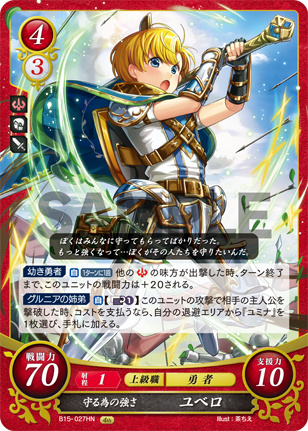 4
3
SAMPLE
ぼくはみんなに守ってもらってばかりだった。
もっと強くなって…ぼくがその人たちを守りたいんだ。
幼き勇者 自 1ターンに1回 他の の味方が出撃した時、ターン終了
まで、このユニットの戦闘力は+20される。
グルニアの姉弟 自 【 】このユニットの攻撃で相手の主人公を
撃破した時、コストを支払うなら、自分の退避エリアから『ユミナ』を
1枚選び、手札に加える。
戦闘力
70
射程 1 上級職 勇者
支援力
10
守る為の強さ ユベロ
B15-027HN Illust:茶ちえ